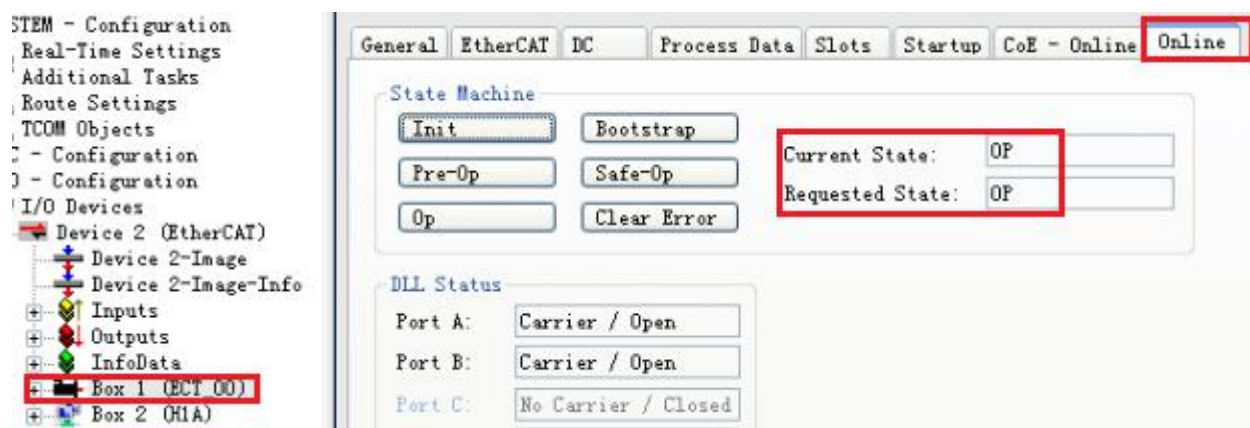 STEM - Configuration
Real-Time Settings
Additional Tasks
Route Settings
TCOM Objects
C - Configuration
O - Configuration
I/O Devices
Device 2 (EtherCAT)
Device 2-Image
Device 2-Image-Info
Inputs
Outputs
InfoData
Box 1 (ECT_00)
Box 2 (H1A)
General EtherCAT DC Process Data Slots Startup CoE - Online Online
State Machine
Init Bootstrap
Pre-Op Safe-Op
Op Clear Error
Current State: OP
Requested State: OP
DLL Status
Port A: Carrier / Open
Port B: Carrier / Open
Port C: No Carrier / Closed